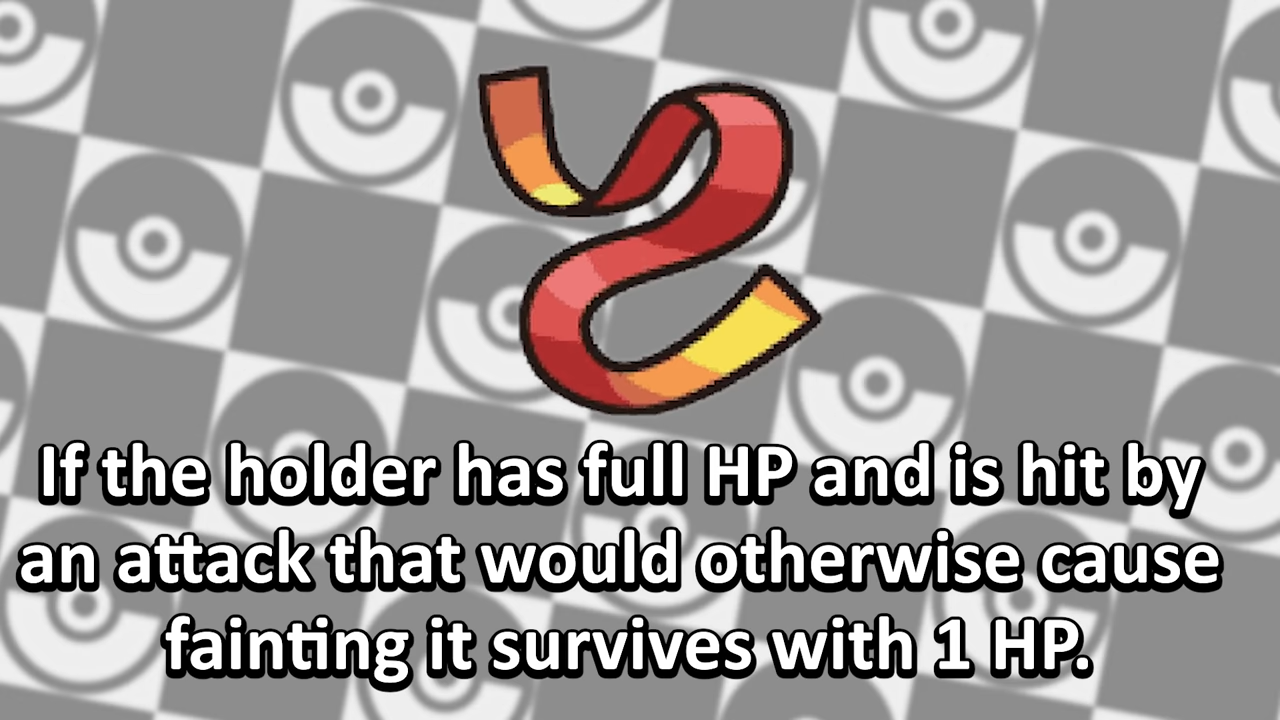 If the holder has full HP and is hit by
an attack that would otherwise cause
fainting it survives with 1 HP.